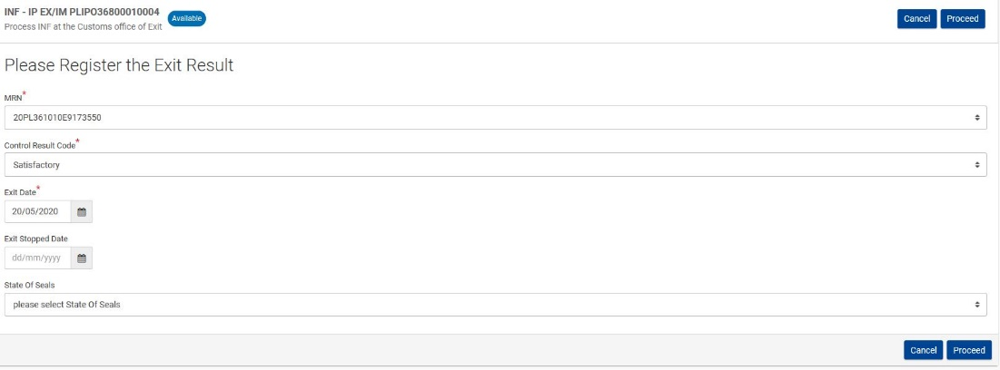 INF - IP EX/IM PLIPO36800010004 Available
Process INF at the Customs office of Exit
Cancel Proceed
Please Register the Exit Result
MRN*
20PL361010E9173550
Control Result Code*
Satisfactory
Exit Date*
20/05/2020
Exit Stopped Date
dd/mm/yyyy
State Of Seals
please select State Of Seals
Cancel Proceed